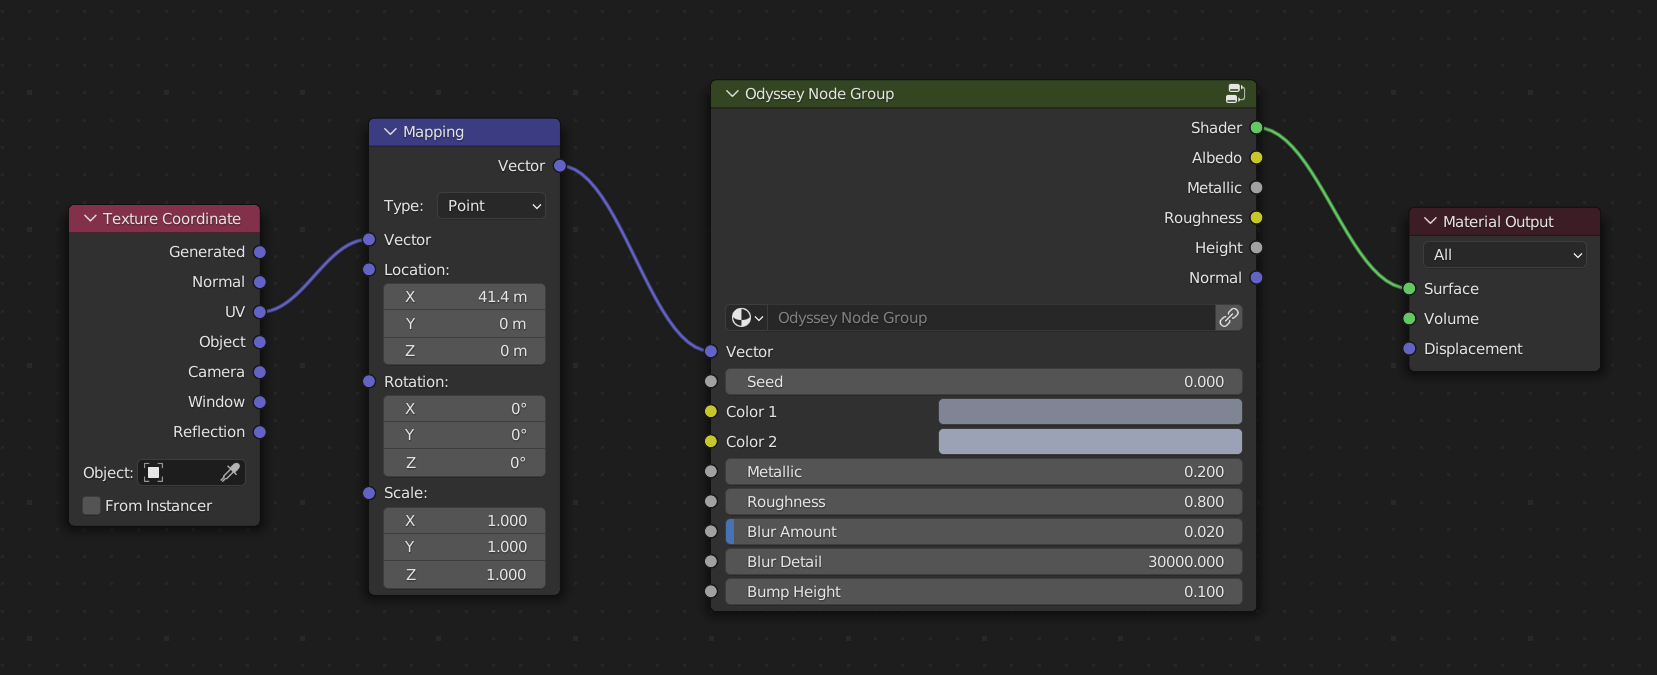 Texture Coordinate
Generated
Normal
UV
Object
Camera
Window
Reflection
Object:
From Instancer
Mapping
Vector
Type: Point
Vector
Location:
X 41.4 m
Y 0 m
Z 0 m
Rotation:
X 0°
Y 0°
Z 0°
Scale:
X 1.000
Y 1.000
Z 1.000
Odyssey Node Group
Shader
Albedo
Metallic
Roughness
Height
Normal
Odyssey Node Group
Vector
Seed 0.000
Color 1
Color 2
Metallic 0.200
Roughness 0.800
Blur Amount 0.020
Blur Detail 30000.000
Bump Height 0.100
Material Output
All
Surface
Volume
Displacement